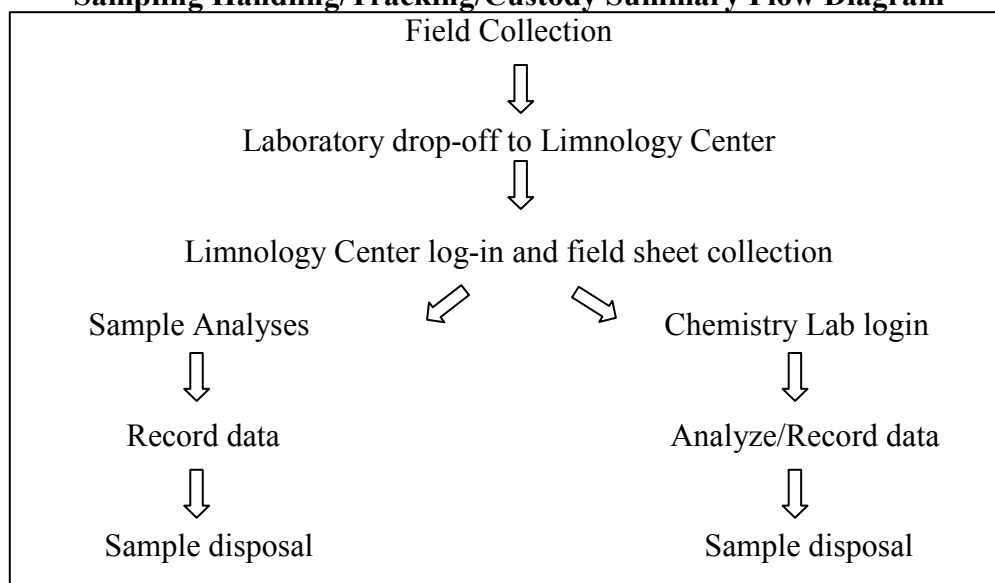 Sampling Handling/Tracking/Custody Summary Flow Diagram
Field Collection
Laboratory drop-off to Limnology Center
Limnology Center log-in and field sheet collection
Sample Analyses
Chemistry Lab login
Record data
Analyze/Record data
Sample disposal
Sample disposal